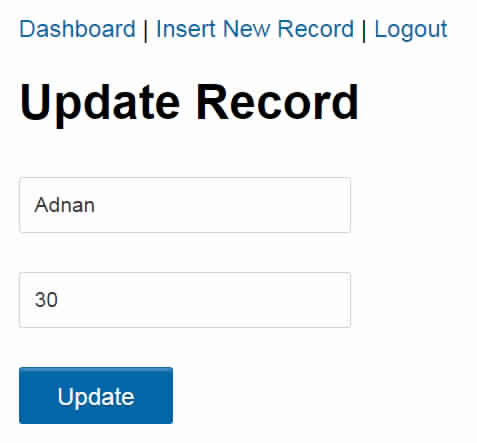 Dashboard | Insert New Record | Logout
Update Record
Adnan
30
Update